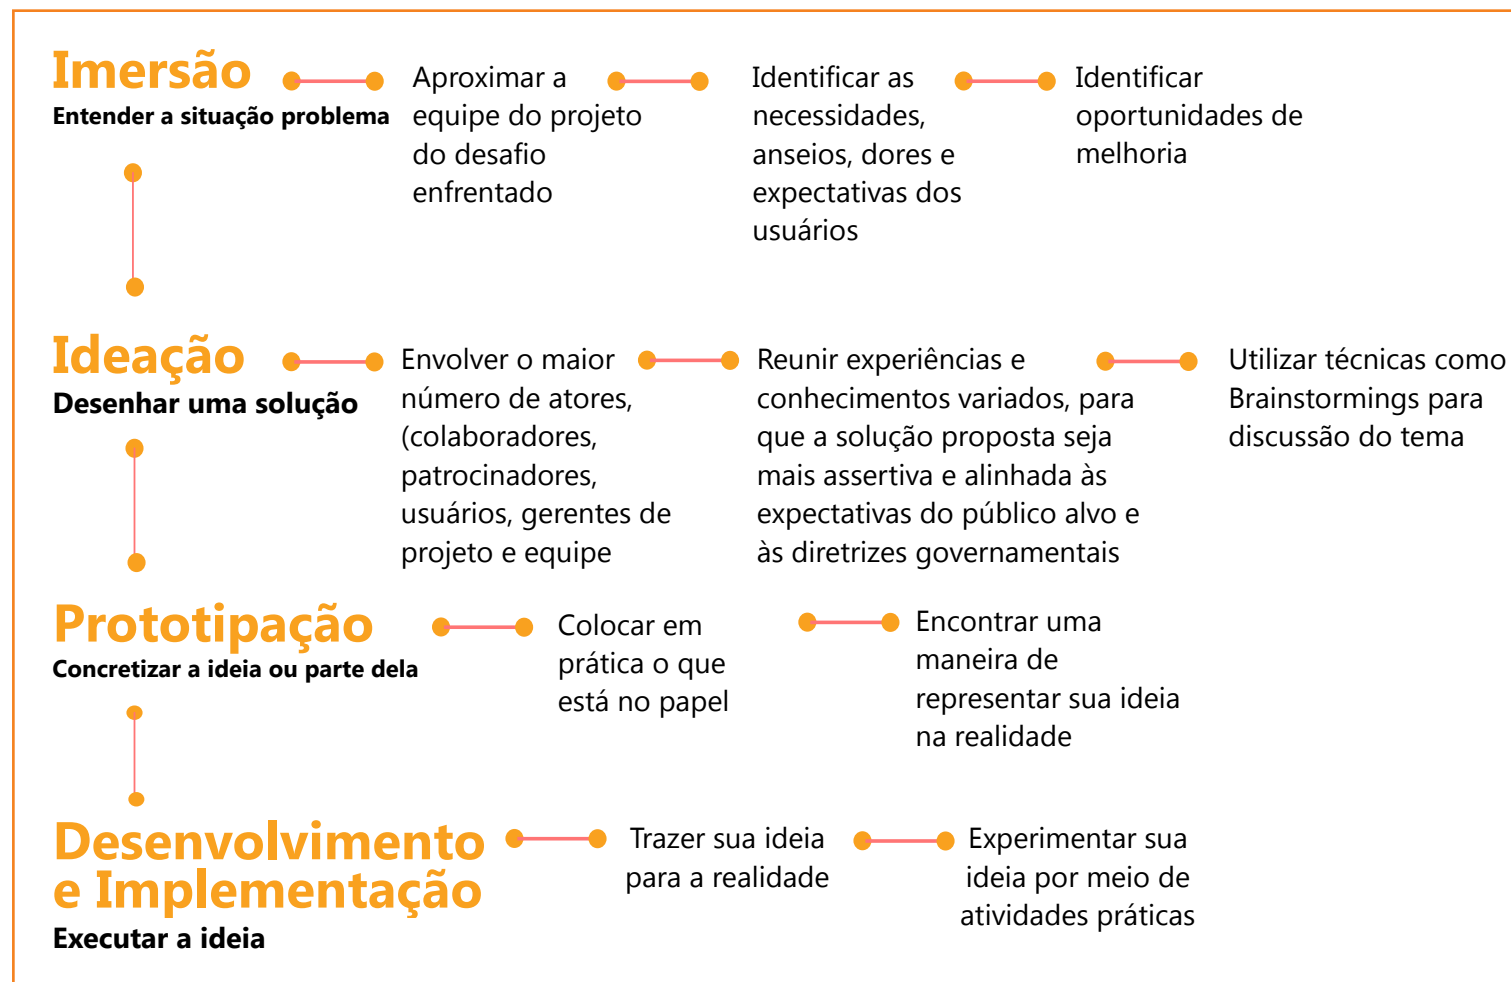 Imersão
Entender a situação problema
Aproximar a
equipe do projeto
do desafio
enfrentado
Identificar as
necessidades,
anseios, dores e
expectativas dos
usuários
Identificar
oportunidades de
melhoria
Ideação
Desenhar uma solução
Envolver o maior
número de atores,
(colaboradores,
patrocinadores,
usuários, gerentes de
projeto e equipe
Reunir experiências e
conhecimentos variados, para
que a solução proposta seja
mais assertiva e alinhada às
expectativas do público alvo e
às diretrizes governamentais
Utilizar técnicas como
Brainstormings para
discussão do tema
Prototipação
Concretizar a ideia ou parte dela
Colocar em
prática o que
está no papel
Encontrar uma
maneira de
representar sua ideia
na realidade
Desenvolvimento
e Implementação
Executar a ideia
Trazer sua ideia
para a realidade
Experimentar sua
ideia por meio de
atividades práticas